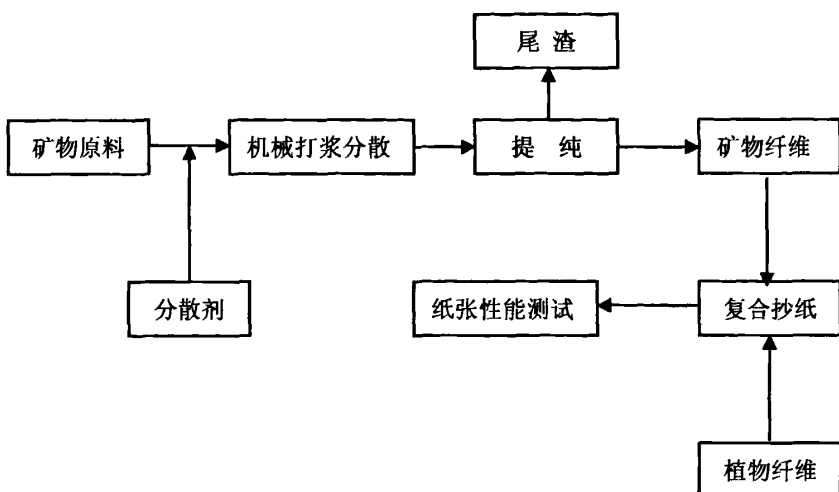 尾 渣
矿物原料
机械打浆分散
提 纯
矿物纤维
分散剂
纸张性能测试
复合抄纸
植物纤维